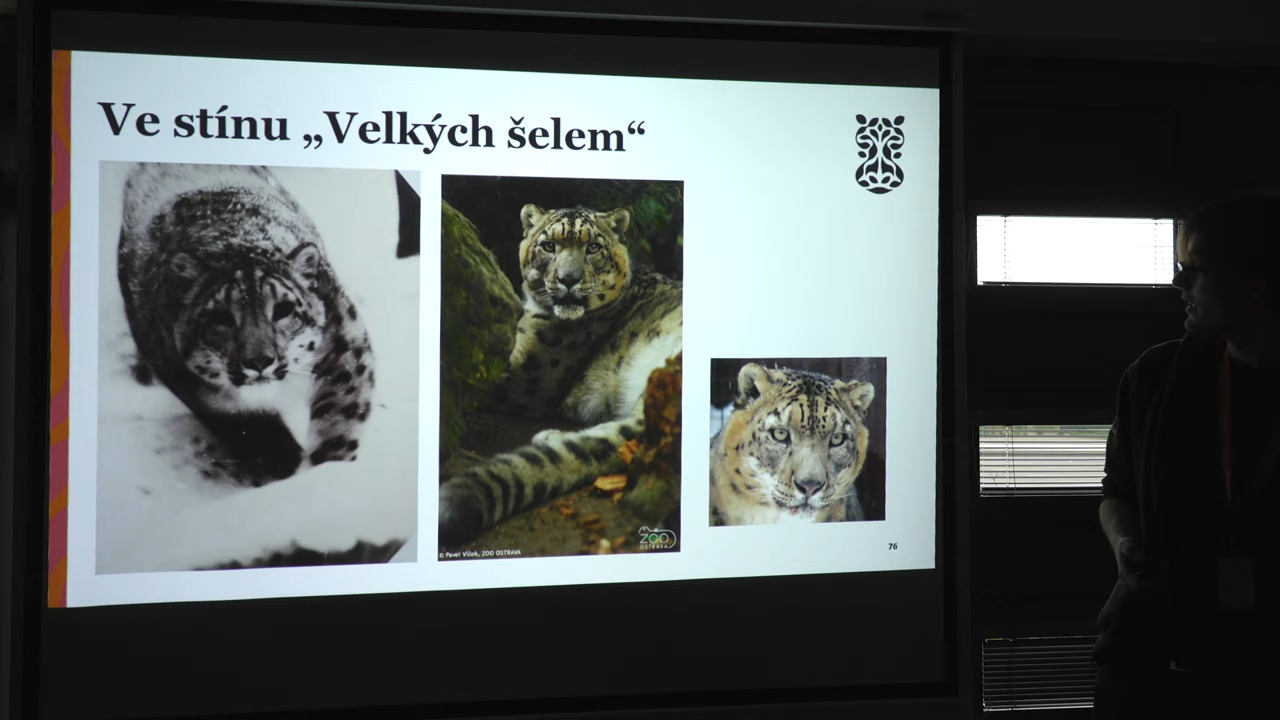 Ve stínu „Velkých šelem“
© Pavel Vlček, ZOO OSTRAVA
ZOO
OSTRAVA
76